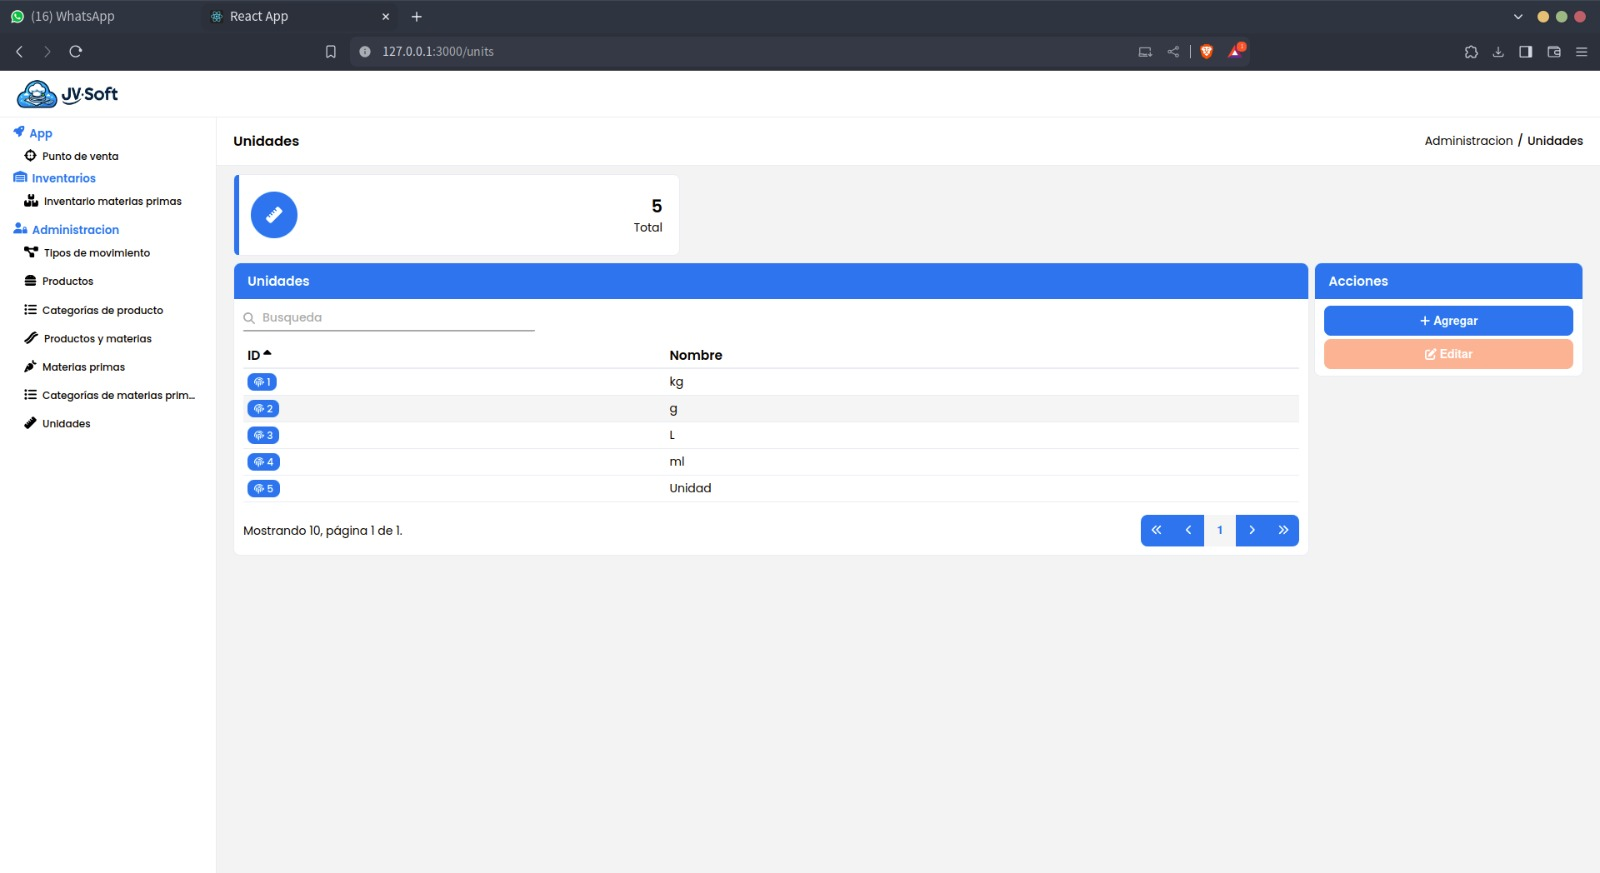 (16) WhatsApp
React App
127.0.0.1:3000/units
JV-Soft
App
Punto de venta
Inventarios
Inventario materias primas
Administracion
Tipos de movimiento
Productos
Categorías de producto
Productos y materias
Materias primas
Categorías de materias prim...
Unidades
Unidades
Administracion / Unidades
5
Total
Unidades
Busqueda
ID Nombre
1 kg
2 g
3 L
4 ml
5 Unidad
Mostrando 10, página 1 de 1.
« ‹ 1 › »
Acciones
+ Agregar
Editar